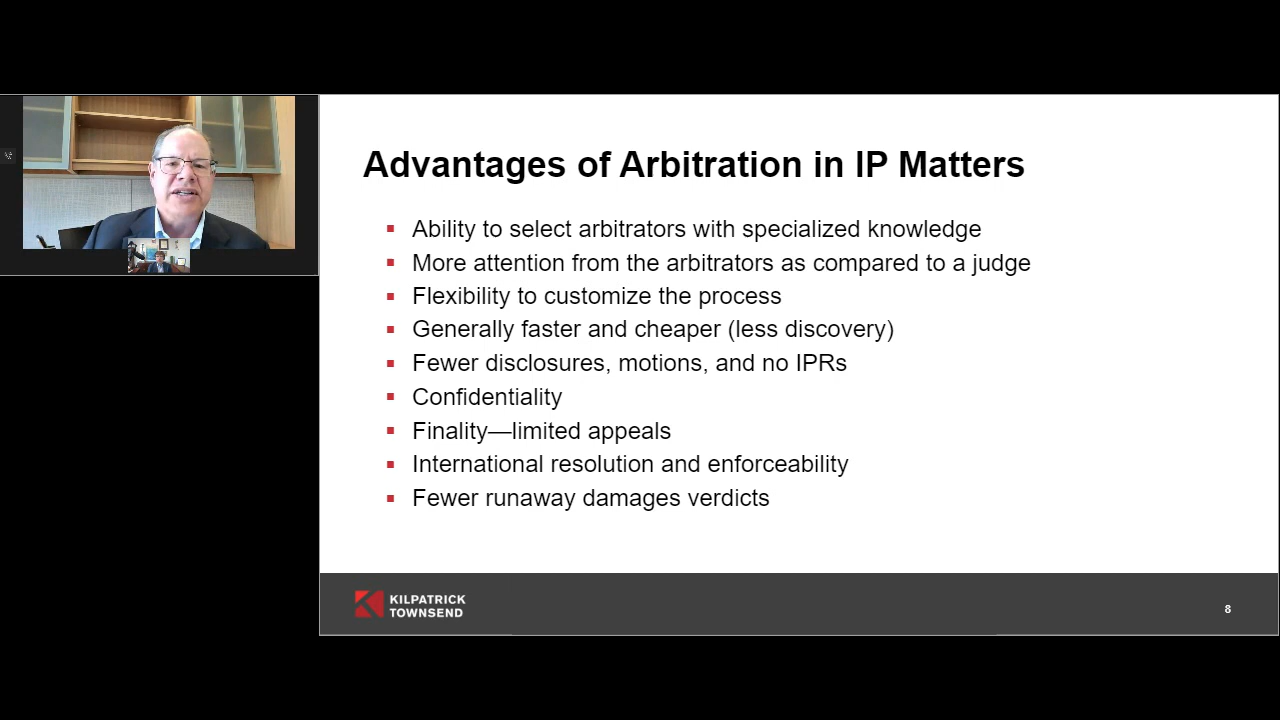 Advantages of Arbitration in IP Matters
Ability to select arbitrators with specialized knowledge
More attention from the arbitrators as compared to a judge
Flexibility to customize the process
Generally faster and cheaper (less discovery)
Fewer disclosures, motions, and no IPRs
Confidentiality
Finality—limited appeals
International resolution and enforceability
Fewer runaway damages verdicts
KILPATRICK
TOWNSEND
8